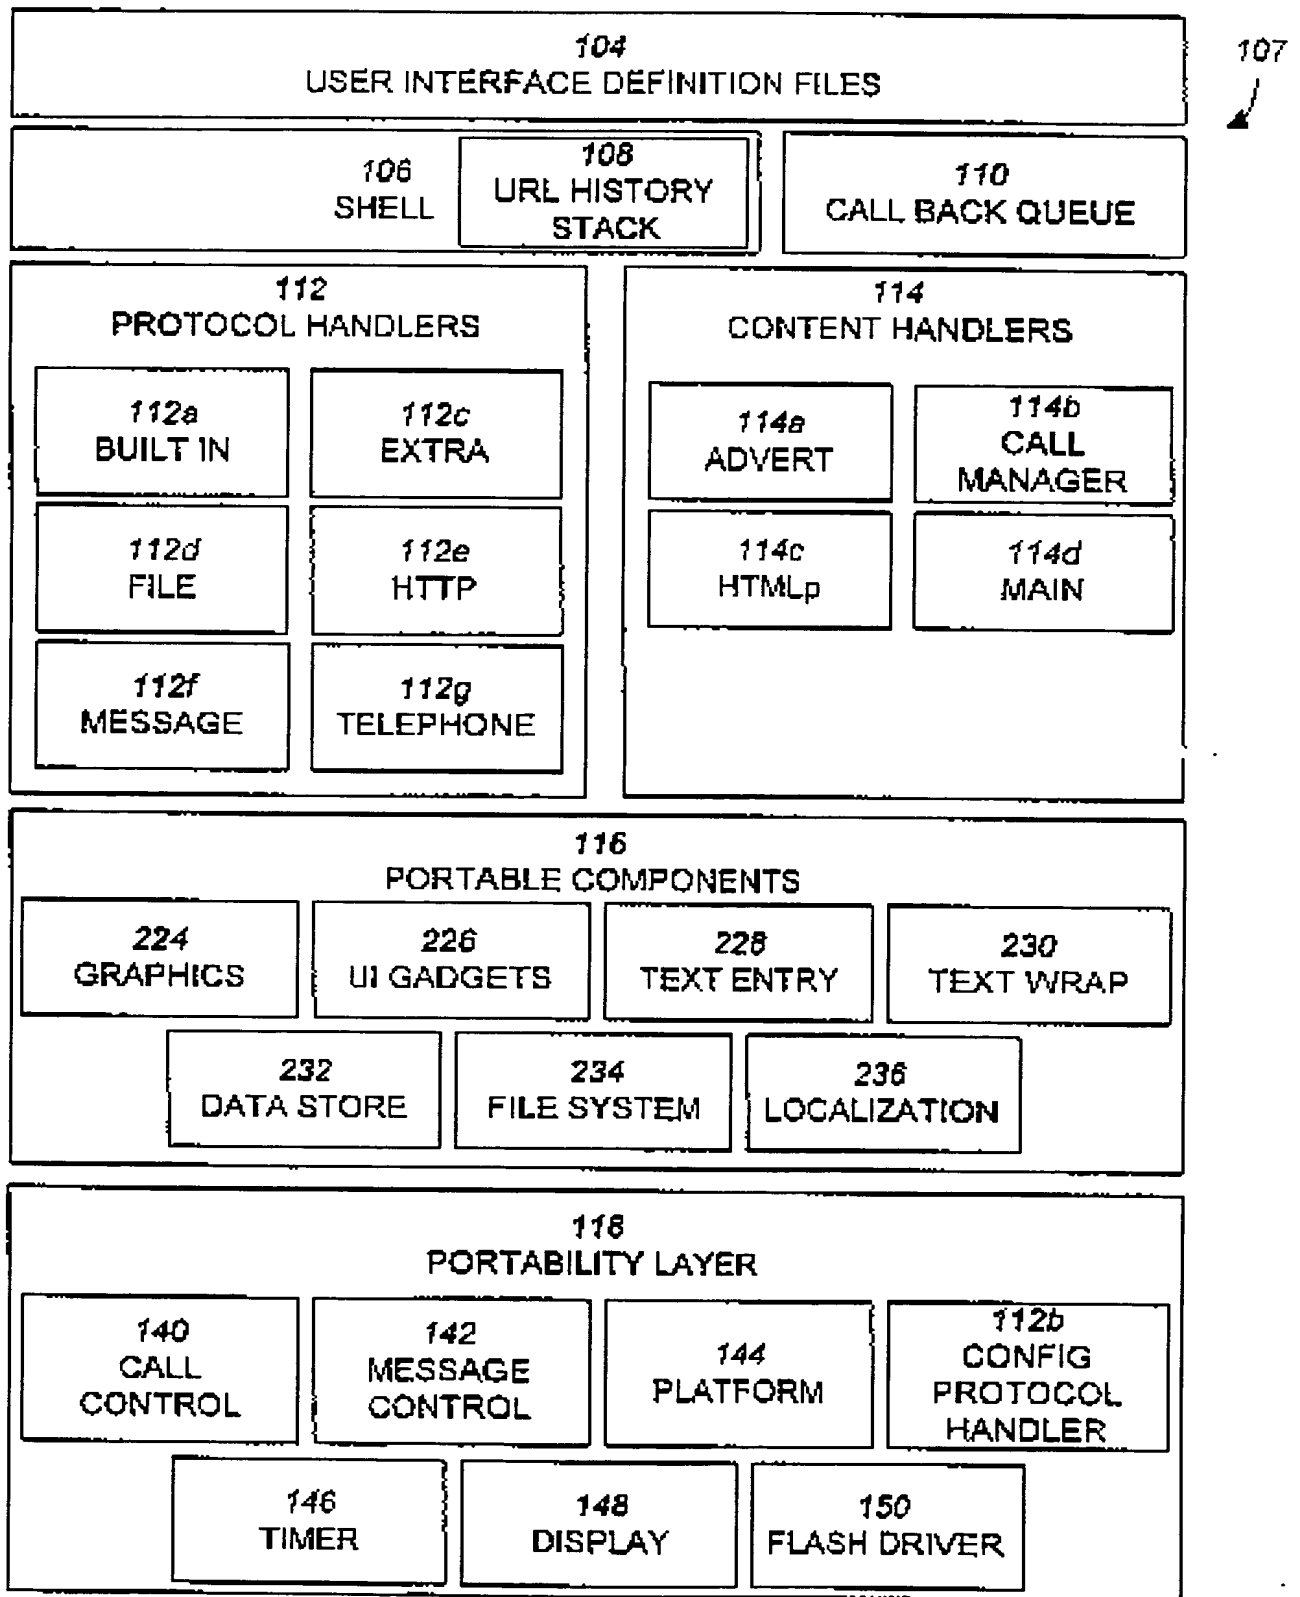 104
USER INTERFACE DEFINITION FILES
107
106
SHELL
108
URL HISTORY
STACK
110
CALL BACK QUEUE
112
PROTOCOL HANDLERS
112a
BUILT IN
112c
EXTRA
112d
FILE
112e
HTTP
112f
MESSAGE
112g
TELEPHONE
114
CONTENT HANDLERS
114a
ADVERT
114b
CALL
MANAGER
114c
HTMLp
114d
MAIN
116
PORTABLE COMPONENTS
224
GRAPHICS
226
UI GADGETS
228
TEXT ENTRY
230
TEXT WRAP
232
DATA STORE
234
FILE SYSTEM
236
LOCALIZATION
118
PORTABILITY LAYER
140
CALL
CONTROL
142
MESSAGE
CONTROL
144
PLATFORM
112b
CONFIG
PROTOCOL
HANDLER
146
TIMER
148
DISPLAY
150
FLASH DRIVER